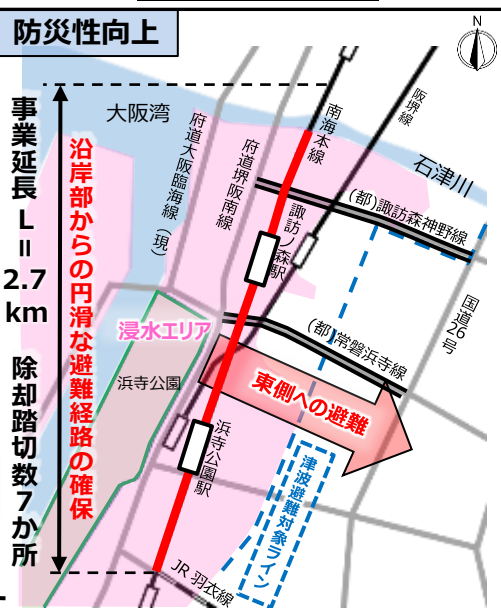 防災性向上
N
事業延長 L=2.7km 除却踏切数7か所
沿岸部からの円滑な避難経路の確保
大阪湾
府道大阪臨海線(現)
府道堺阪南線
南海本線
阪堺線
石津川
(都)諏訪森神野線
諏訪ノ森駅
国道26号
浸水エリア
(都)常磐浜寺線
浜寺公園
東側への避難
浜寺公園駅
津波避難対象ライン
JR 羽衣線